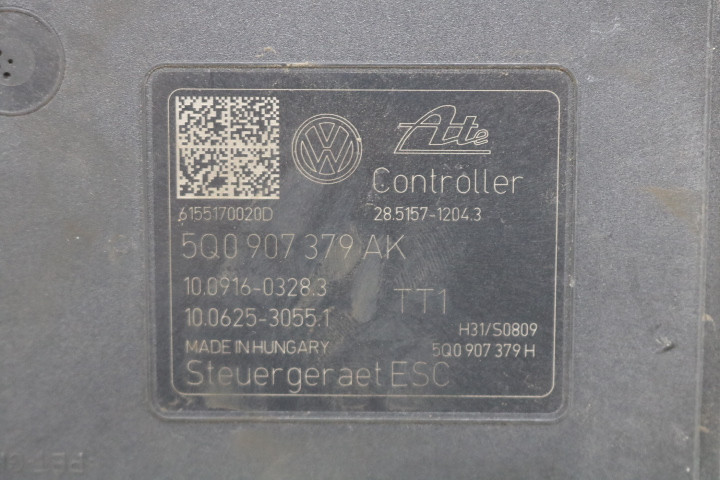 VW
Ate
Controller
6155170020D
28.5157-1204.3
5Q0 907 379 AK
10.0916-0328.3
TT1
10.0625-3055.1
H31/S0809
MADE IN HUNGARY
5Q0 907 379 H
Steuergeraet ESC